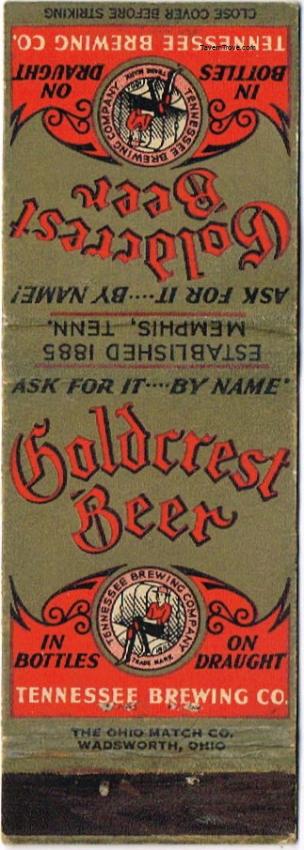 CLOSE COVER BEFORE STRIKING
TavernTrove.com
TENNESSEE BREWING CO.
IN BOTTLES
ON DRAUGHT
TENNESSEE BREWING COMPANY
TRADE MARK
Goldcrest
Beer
ASK FOR IT····BY NAME!
ESTABLISHED 1885
MEMPHIS, TENN.
ASK FOR IT····BY NAME"
Goldcrest
Beer
TENNESSEE BREWING COMPANY
TRADE MARK
IN
BOTTLES
ON
DRAUGHT
TENNESSEE BREWING CO.
THE OHIO MATCH CO.
WADSWORTH, OHIO